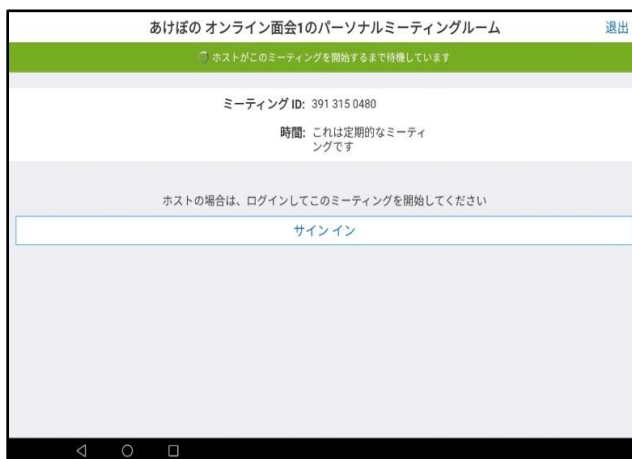 あけぼの オンライン面会1のパーソナルミーティングルーム
退出
ホストがこのミーティングを開始するまで待機しています
ミーティング ID: 391 315 0480
時間: これは定期的なミーティ
ングです
ホストの場合は、ログインしてこのミーティングを開始してください
サイン イン